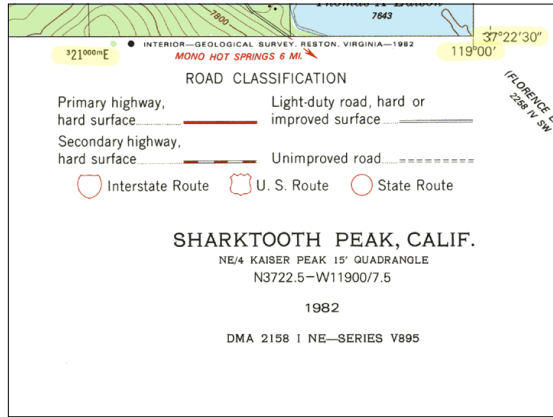 7800
Thomas A Edison
7643
37°22'30"
³21⁰⁰⁰ᵐE
INTERIOR—GEOLOGICAL SURVEY, RESTON, VIRGINIA—1982
119°00'
MONO HOT SPRINGS 6 MI.
(FLORENCE
2268 IV SW
ROAD CLASSIFICATION
Primary highway,
hard surface
Light-duty road, hard or
improved surface
Secondary highway,
hard surface
Unimproved road
Interstate Route
U. S. Route
State Route
SHARKTOOTH PEAK, CALIF.
NE/4 KAISER PEAK 15' QUADRANGLE
N3722.5—W11900/7.5
1982
DMA 2158 I NE—SERIES V895